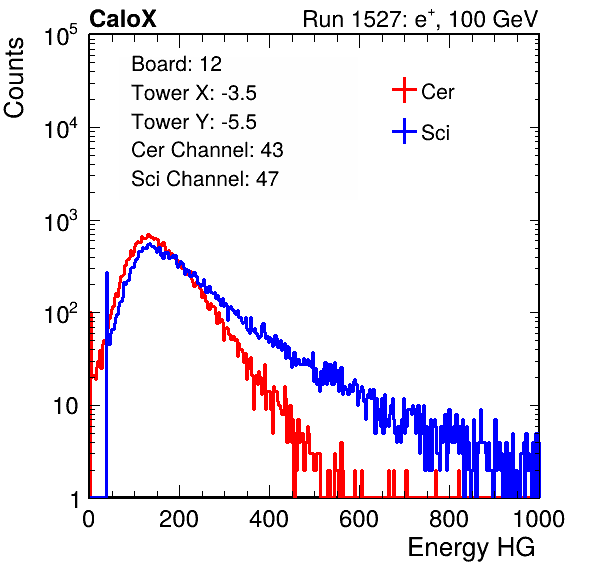 CaloX Run 1527: e⁺, 100 GeV
Counts
10⁵
10⁴
10³
10²
10
1
Board: 12
Tower X: -3.5
Tower Y: -5.5
Cer Channel: 43
Sci Channel: 47
Cer
Sci
0 200 400 600 800 1000
Energy HG